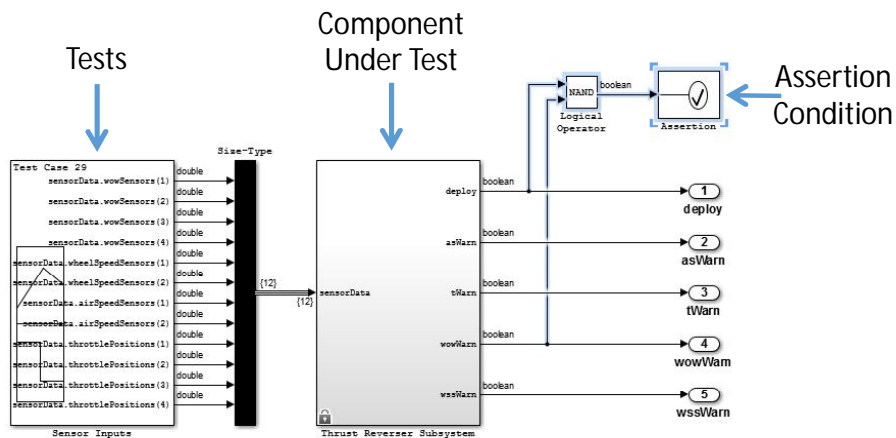 Tests
Component
Under Test
Assertion
Condition
NAND
boolean
Logical
Operator
Assertion
Size-Type
Test Case 29
sensorData.wowSensors(1)
double
sensorData.wowSensors(2)
double
sensorData.wowSensors(3)
double
sensorData.wowSensors(4)
double
sensorData.wheelSpeedSensors(1)
double
sensorData.wheelSpeedSensors(2)
double
sensorData.airSpeedSensors(1)
double
sensorData.airSpeedSensors(2)
double
sensorData.throttlePositions(1)
double
sensorData.throttlePositions(2)
double
sensorData.throttlePositions(3)
double
sensorData.throttlePositions(4)
double
Sensor Inputs
{12}
{12}
sensorData
deploy
boolean
asWarn
boolean
tWarn
boolean
wowWarn
boolean
wssWarn
boolean
Thrust Reverser Subsystem
1
deploy
2
asWarn
3
tWarn
4
wowWarn
5
wssWarn